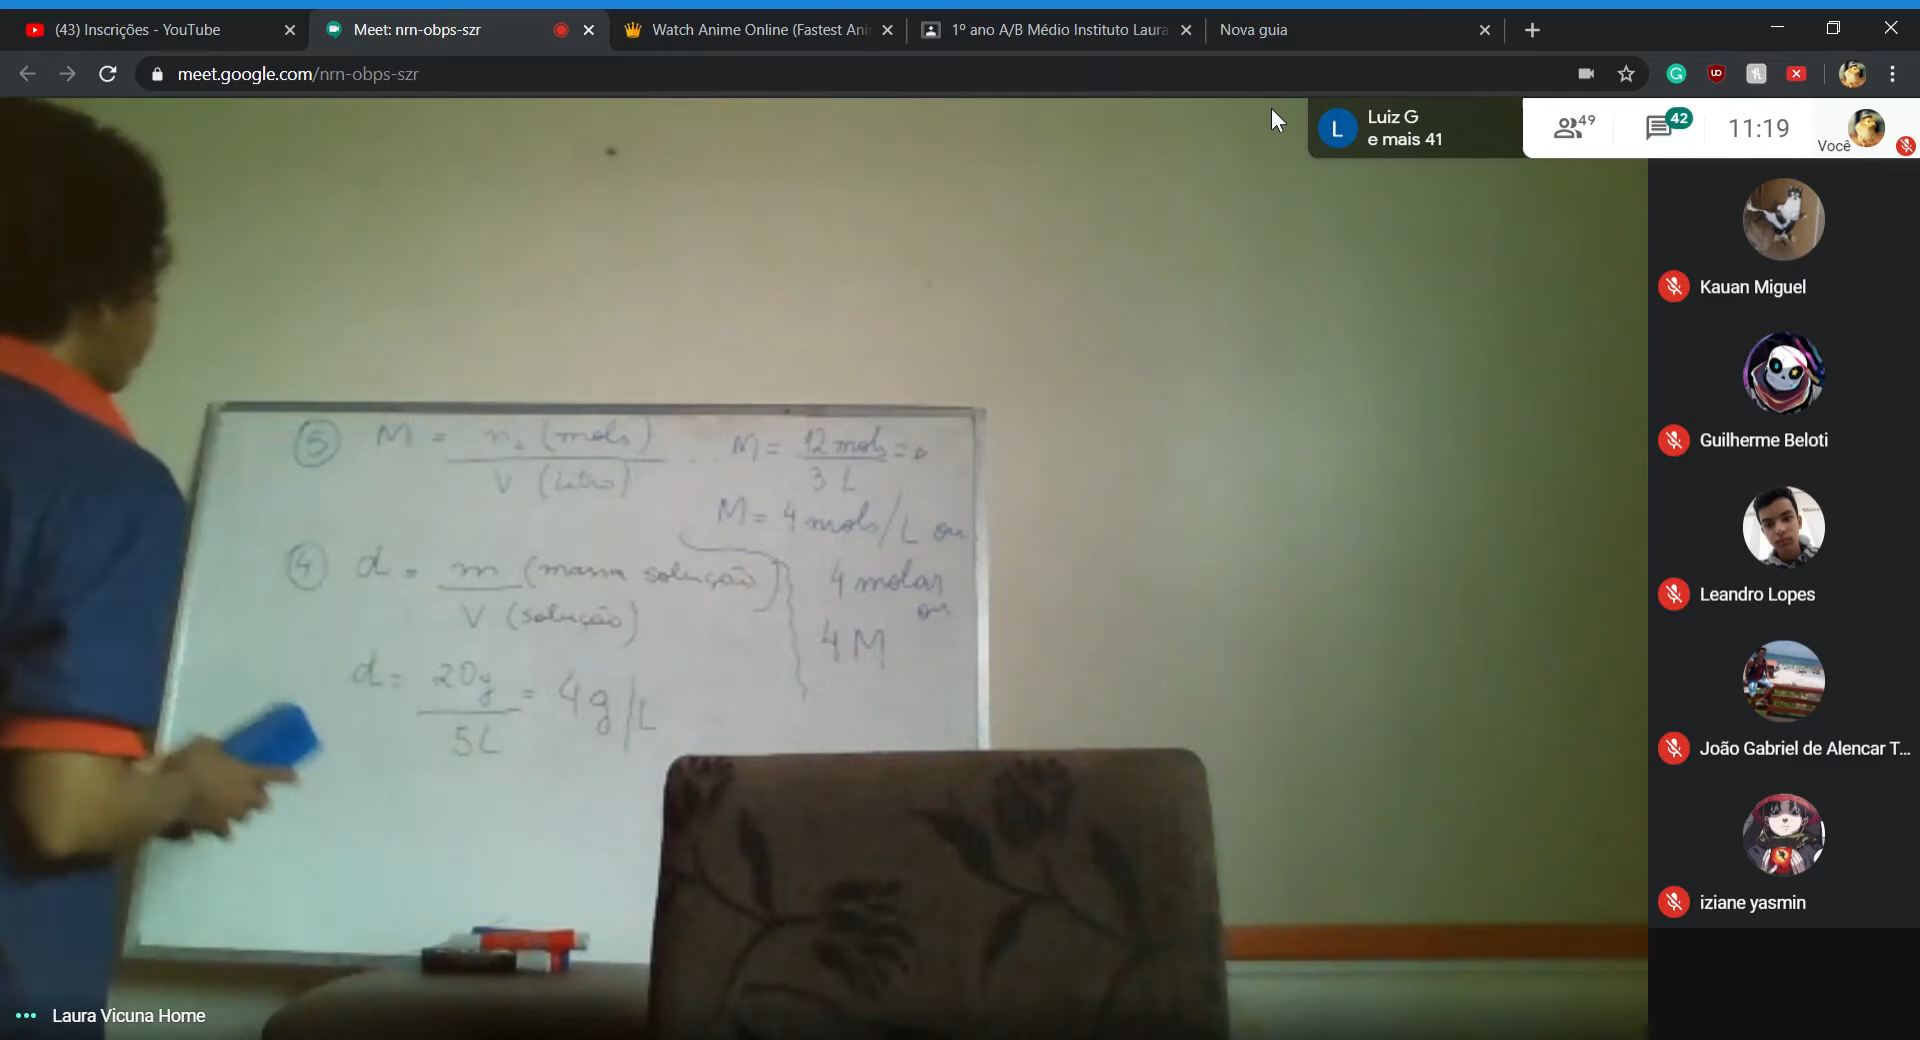 (43) Inscrições - YouTube
Meet: nrn-obps-szr
Watch Anime Online (Fastest Ani
1º ano A/B Médio Instituto Laura
Nova guia
meet.google.com/nrn-obps-szr
Luiz G
e mais 41
49
42
11:19
Você
L
Kauan Miguel
Guilherme Beloti
Leandro Lopes
João Gabriel de Alencar T...
iziane yasmin
M = n₁ (mols)
V (Litro)
M = 12 mols =
3 L
M = 4 mols/L ou
4 molar
ou
4 M
4 d = m (massa solução)
V (solução)
d = 20g = 4g/L
5L
Laura Vicuna Home